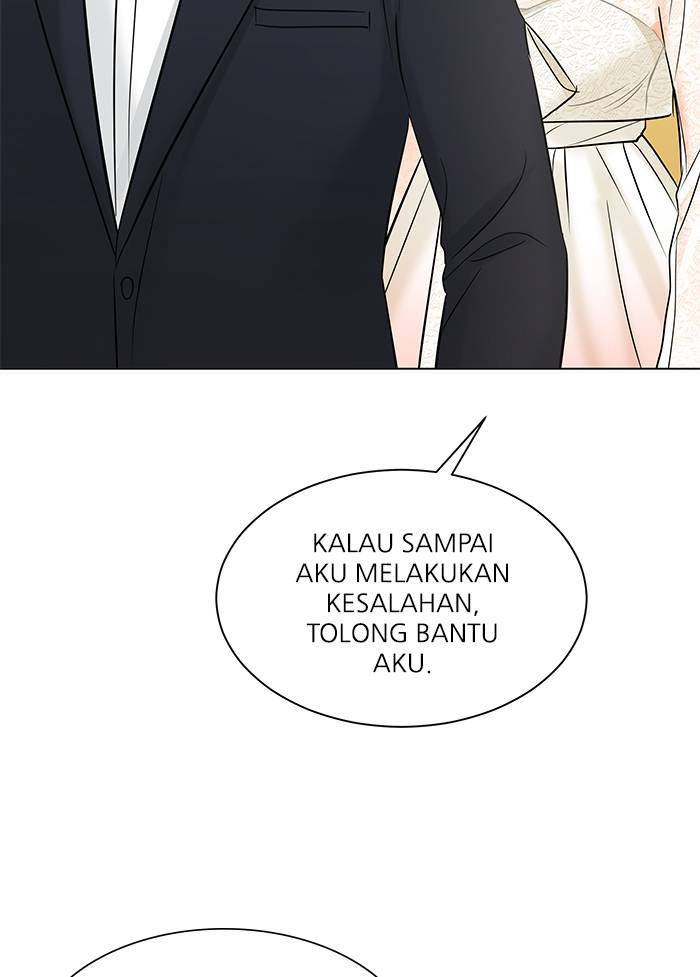 KALAU SAMPAI
AKU MELAKUKAN
KESALAHAN,
TOLONG BANTU
AKU.